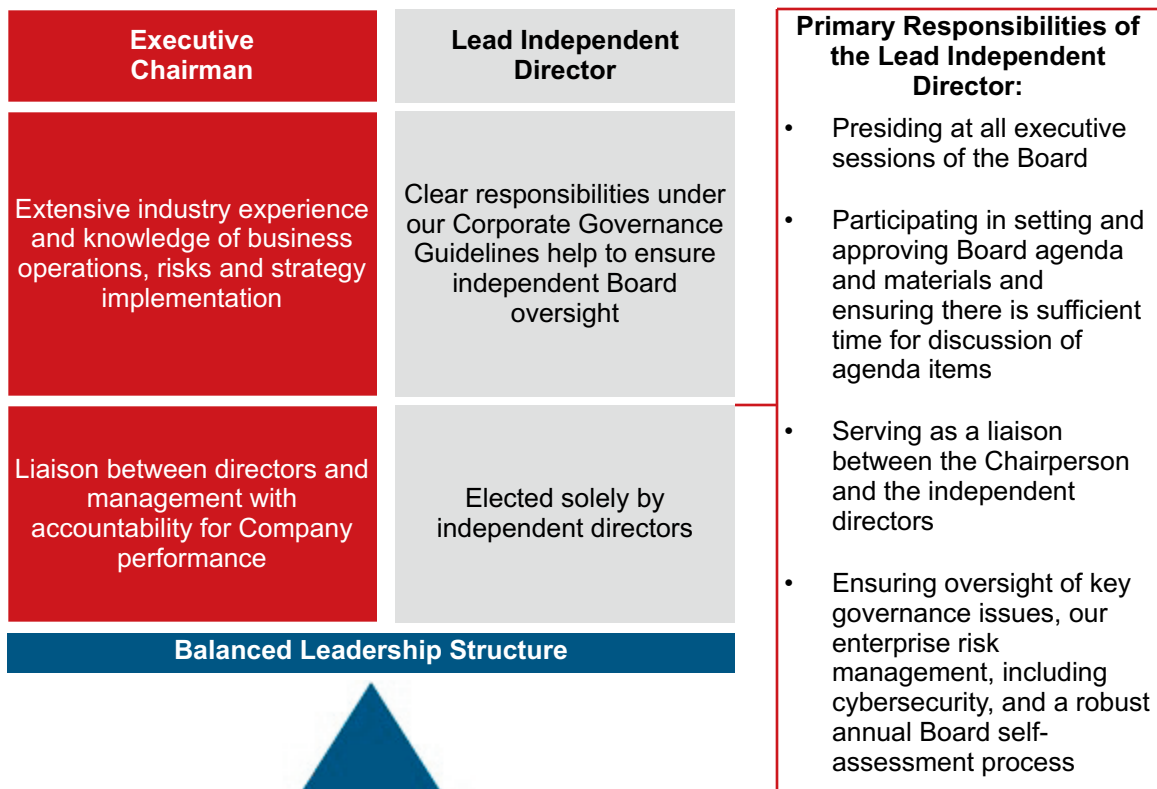 Executive
Chairman
Lead Independent
Director
Extensive industry experience
and knowledge of business
operations, risks and strategy
implementation
Clear responsibilities under
our Corporate Governance
Guidelines help to ensure
independent Board
oversight
Liaison between directors and
management with
accountability for Company
performance
Elected solely by
independent directors
Balanced Leadership Structure
Primary Responsibilities of
the Lead Independent
Director:
• Presiding at all executive
sessions of the Board
• Participating in setting and
approving Board agenda
and materials and
ensuring there is sufficient
time for discussion of
agenda items
• Serving as a liaison
between the Chairperson
and the independent
directors
• Ensuring oversight of key
governance issues, our
enterprise risk
management, including
cybersecurity, and a robust
annual Board self-
assessment process